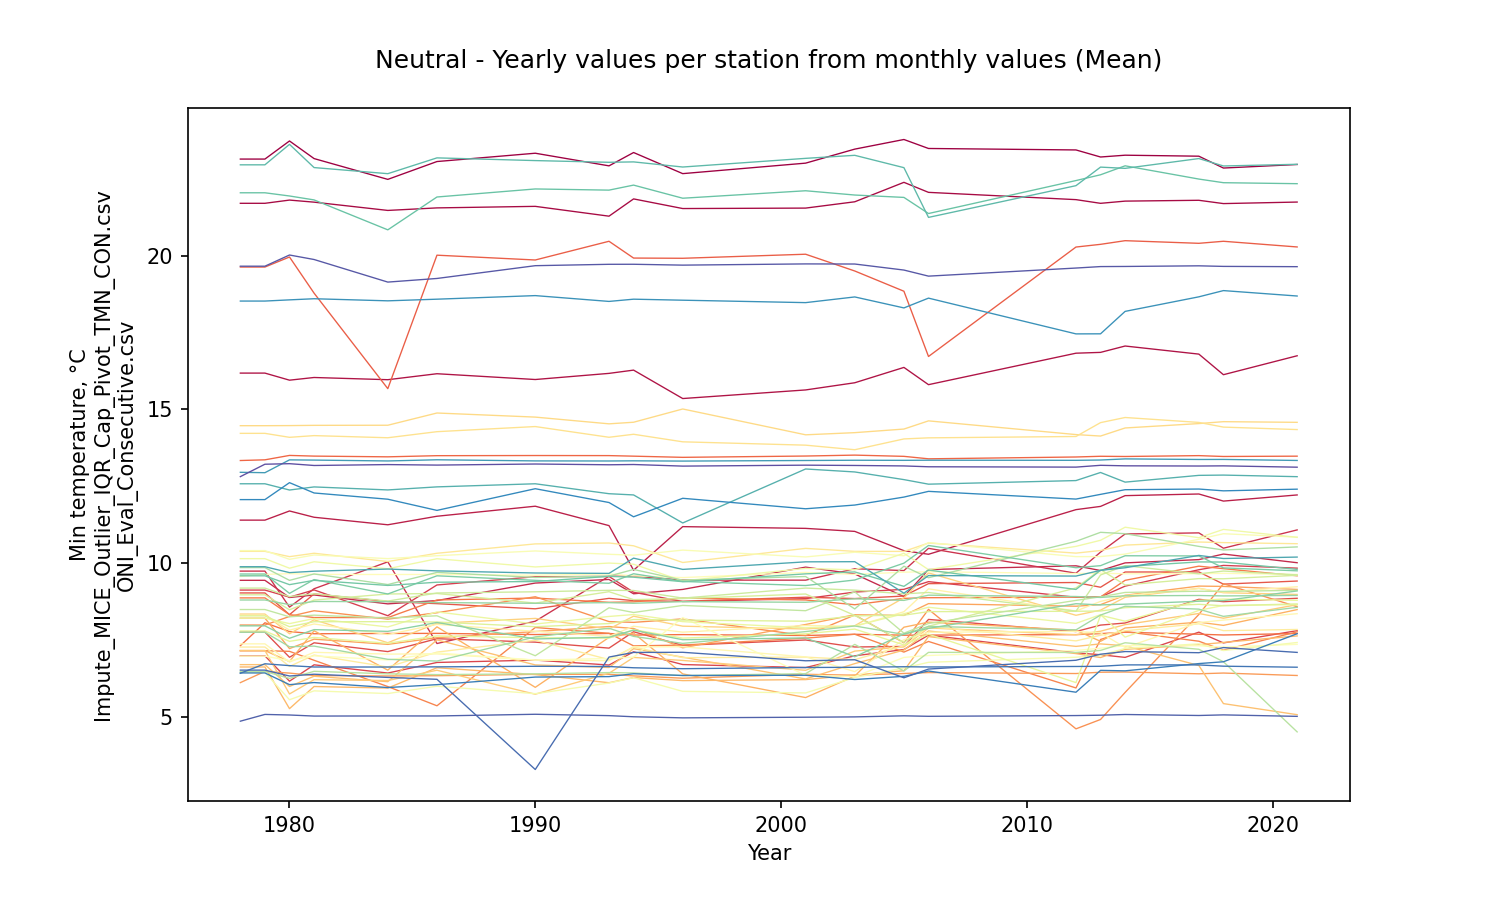 Neutral - Yearly values per station from monthly values (Mean)
Min temperature, °C
Impute_MICE_Outlier_IQR_Cap_Pivot_TMN_CON.csv
ONI_Eval_Consecutive.csv
20
15
10
5
1980
1990
2000
2010
2020
Year